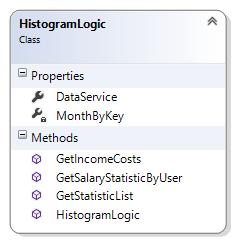 HistogramLogic
Class
Properties
DataService
MonthByKey
Methods
GetIncomeCosts
GetSalaryStatisticByUser
GetStatisticList
HistogramLogic